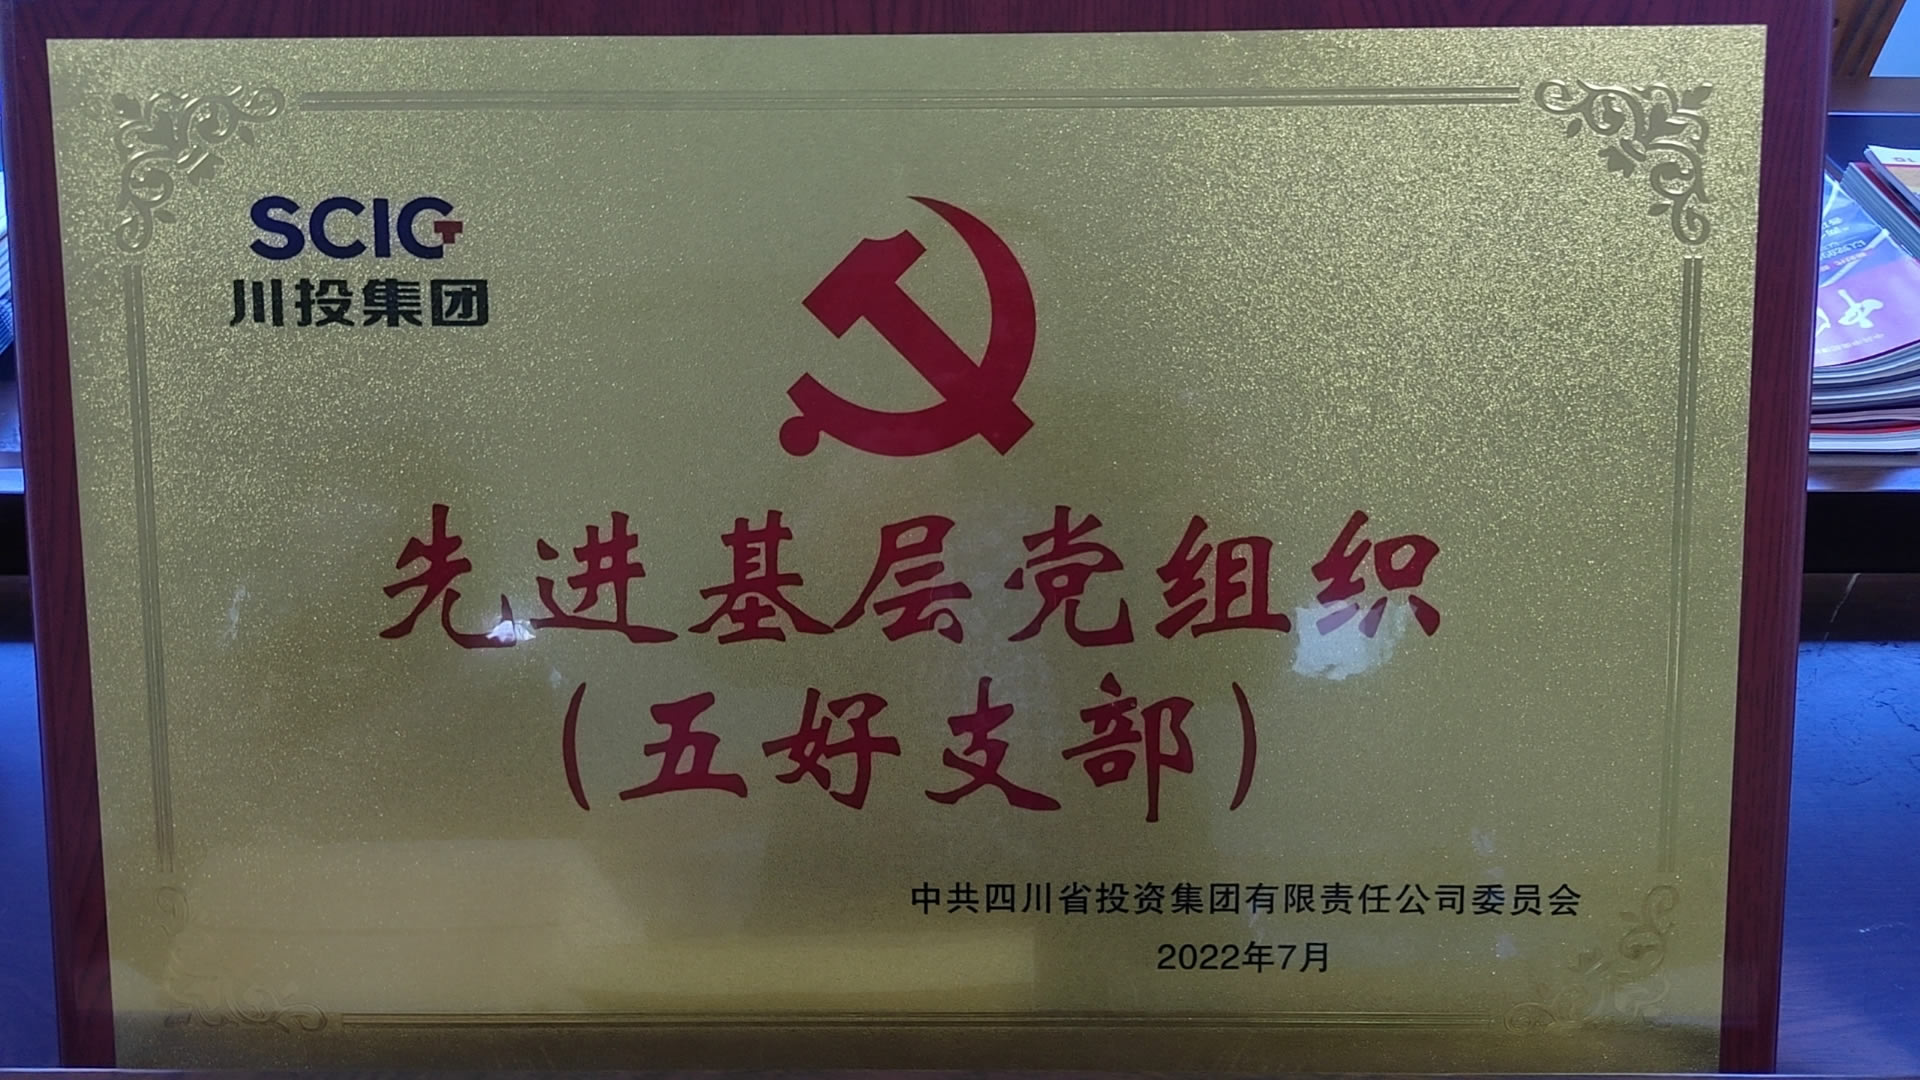 SCIG
川投集团
先进基层党组织
（五好支部）
中共四川省投资集团有限责任公司委员会
2022年7月